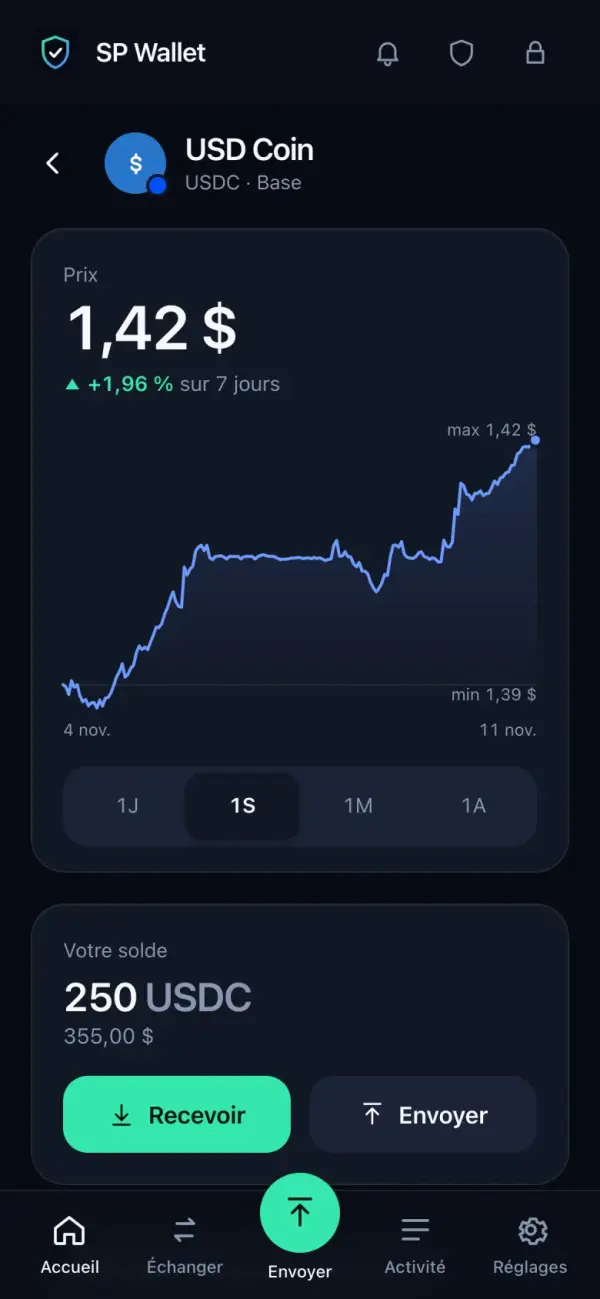 SP Wallet
$
USD Coin
USDC · Base
Prix
1,42 $
▲ +1,96 % sur 7 jours
max 1,42 $
min 1,39 $
4 nov. 11 nov.
1J 1S 1M 1A
Votre solde
250 USDC
355,00 $
Recevoir Envoyer
Accueil Échanger Envoyer Activité Réglages